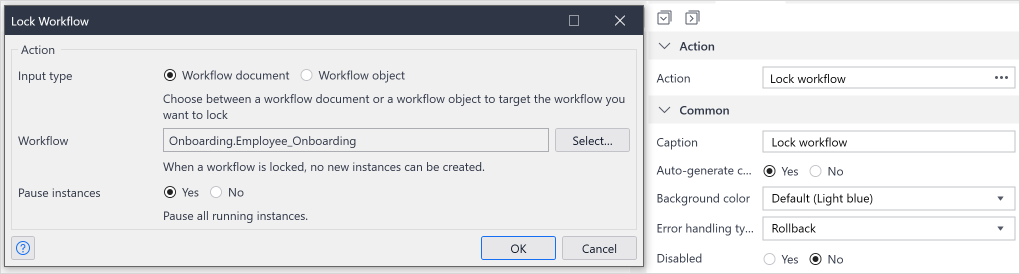 Lock Workflow
Action
Input type
Workflow document
Workflow object
Choose between a workflow document or a workflow object to target the workflow you
want to lock
Workflow
Onboarding.Employee_Onboarding
Select...
When a workflow is locked, no new instances can be created.
Pause instances
Yes
No
Pause all running instances.
?
OK
Cancel
Action
Action
Lock workflow
...
Common
Caption
Lock workflow
Auto-generate c...
Yes
No
Background color
Default (Light blue)
Error handling ty...
Rollback
Disabled
Yes
No